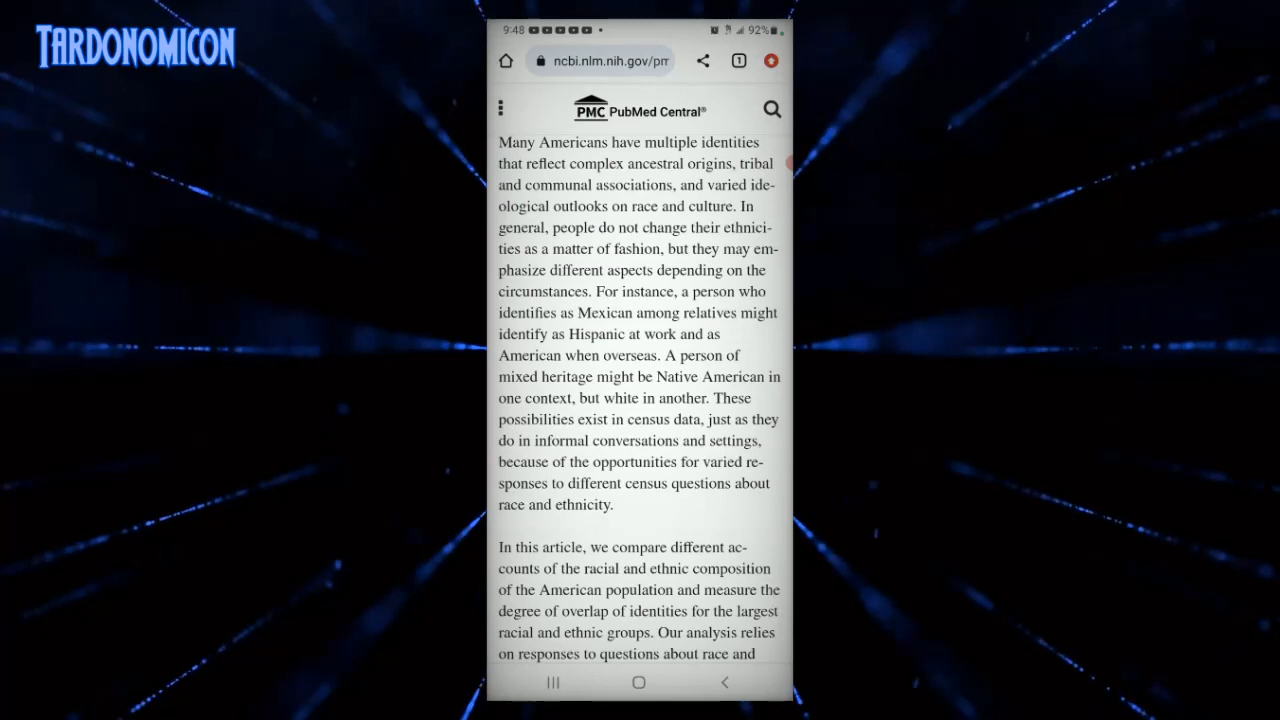 TARDONOMICON
9:48
92%
ncbi.nlm.nih.gov/pm
1
PMC PubMed Central®
Many Americans have multiple identities
that reflect complex ancestral origins, tribal
and communal associations, and varied ide-
ological outlooks on race and culture. In
general, people do not change their ethnici-
ties as a matter of fashion, but they may em-
phasize different aspects depending on the
circumstances. For instance, a person who
identifies as Mexican among relatives might
identify as Hispanic at work and as
American when overseas. A person of
mixed heritage might be Native American in
one context, but white in another. These
possibilities exist in census data, just as they
do in informal conversations and settings,
because of the opportunities for varied re-
sponses to different census questions about
race and ethnicity.
In this article, we compare different ac-
counts of the racial and ethnic composition
of the American population and measure the
degree of overlap of identities for the largest
racial and ethnic groups. Our analysis relies
on responses to questions about race and